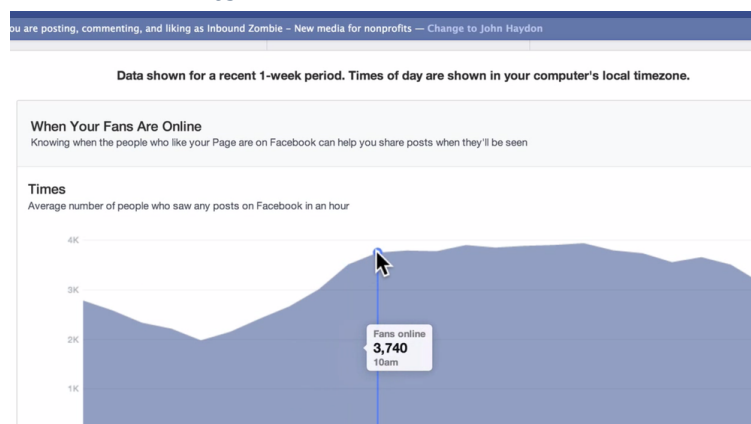 ou are posting, commenting, and liking as Inbound Zombie – New media for nonprofits — Change to John Haydon
Data shown for a recent 1-week period. Times of day are shown in your computer's local timezone.
When Your Fans Are Online
Knowing when the people who like your Page are on Facebook can help you share posts when they'll be seen
Times
Average number of people who saw any posts on Facebook in an hour
4K
3K
2K
Fans online
3,740
10am
1K